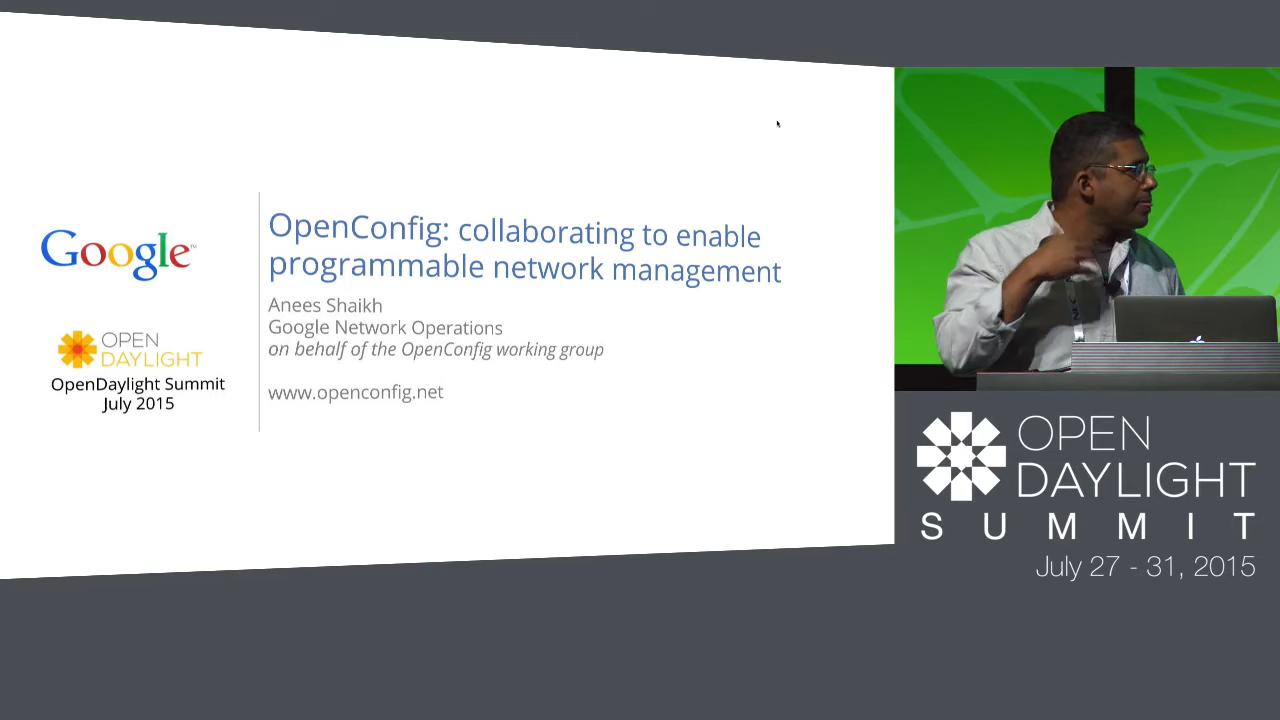 Google™
OPEN
DAYLIGHT
OpenDaylight Summit
July 2015
OpenConfig: collaborating to enable
programmable network management
Anees Shaikh
Google Network Operations
on behalf of the OpenConfig working group
www.openconfig.net
OPEN
DAYLIGHT
SUMMIT
July 27 - 31, 2015